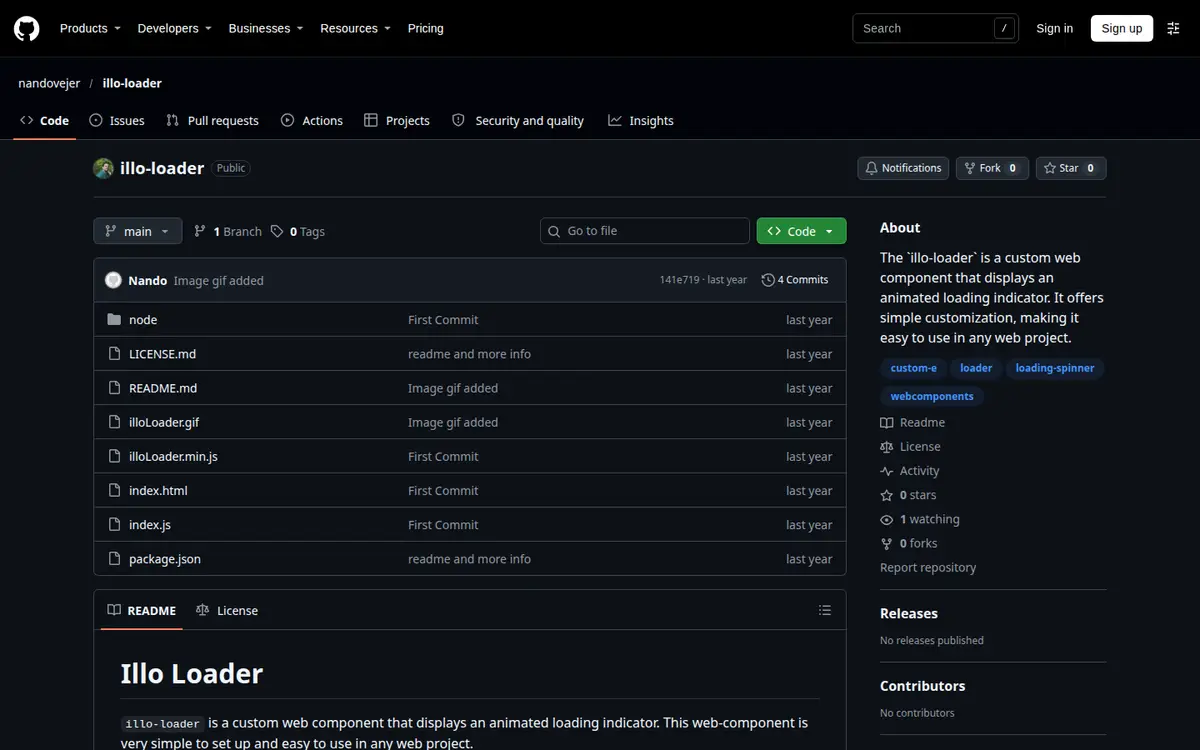 Products Developers Businesses Resources Pricing Search / Sign in Sign up
nandovejer / illo-loader
Code Issues Pull requests Actions Projects Security and quality Insights
illo-loader Public Notifications Fork 0 Star 0
main 1 Branch 0 Tags Go to file Code
Nando Image gif added 141e719 · last year 4 Commits
node First Commit last year
LICENSE.md readme and more info last year
README.md Image gif added last year
illoLoader.gif Image gif added last year
illoLoader.min.js First Commit last year
index.html First Commit last year
index.js First Commit last year
package.json readme and more info last year
README License
Illo Loader
illo-loader is a custom web component that displays an animated loading indicator. This web-component is
very simple to set up and easy to use in any web project.
About
The `illo-loader` is a custom web
component that displays an
animated loading indicator. It offers
simple customization, making it
easy to use in any web project.
custom-e loader loading-spinner
webcomponents
Readme
License
Activity
0 stars
1 watching
0 forks
Report repository
Releases
No releases published
Contributors
No contributors